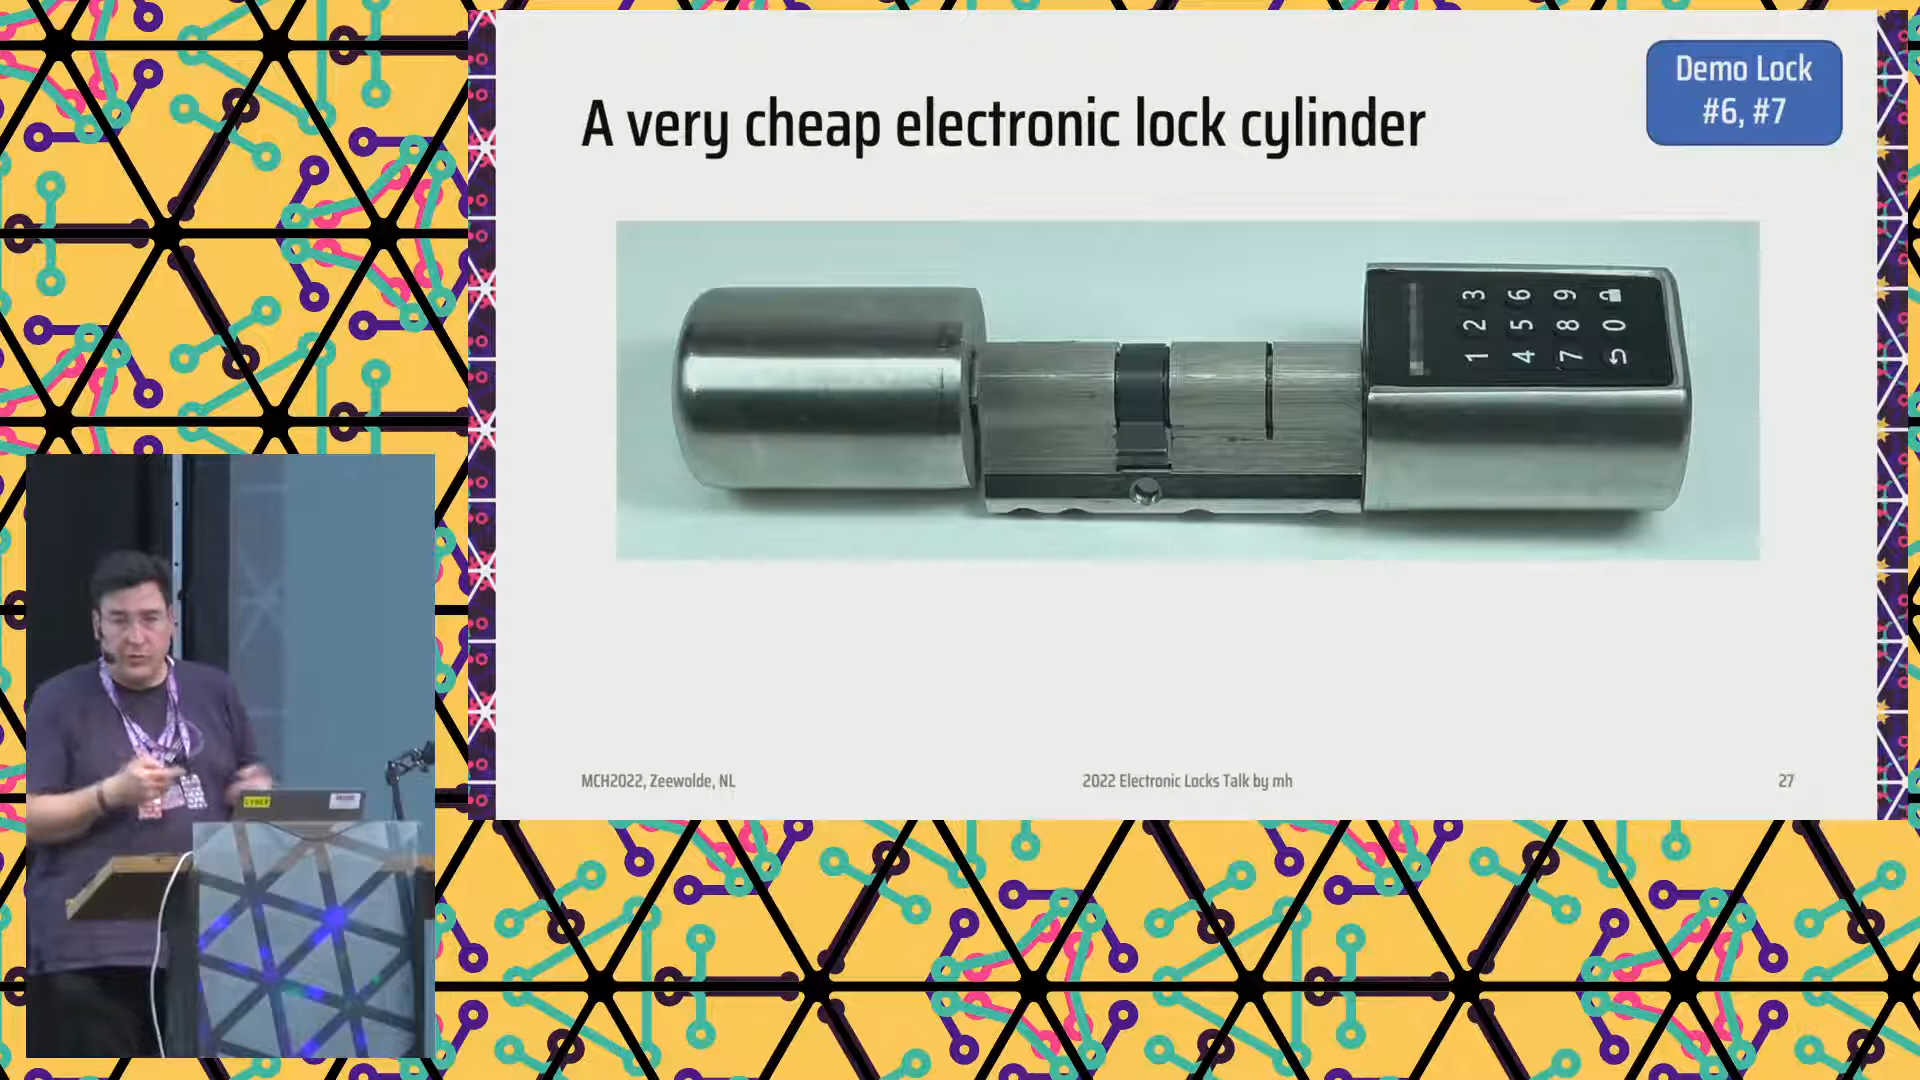 Demo Lock
#6, #7
A very cheap electronic lock cylinder
1 2 3
4 5 6
7 8 9
0
CYBER
MCH2022, Zeewolde, NL
2022 Electronic Locks Talk by mh
27